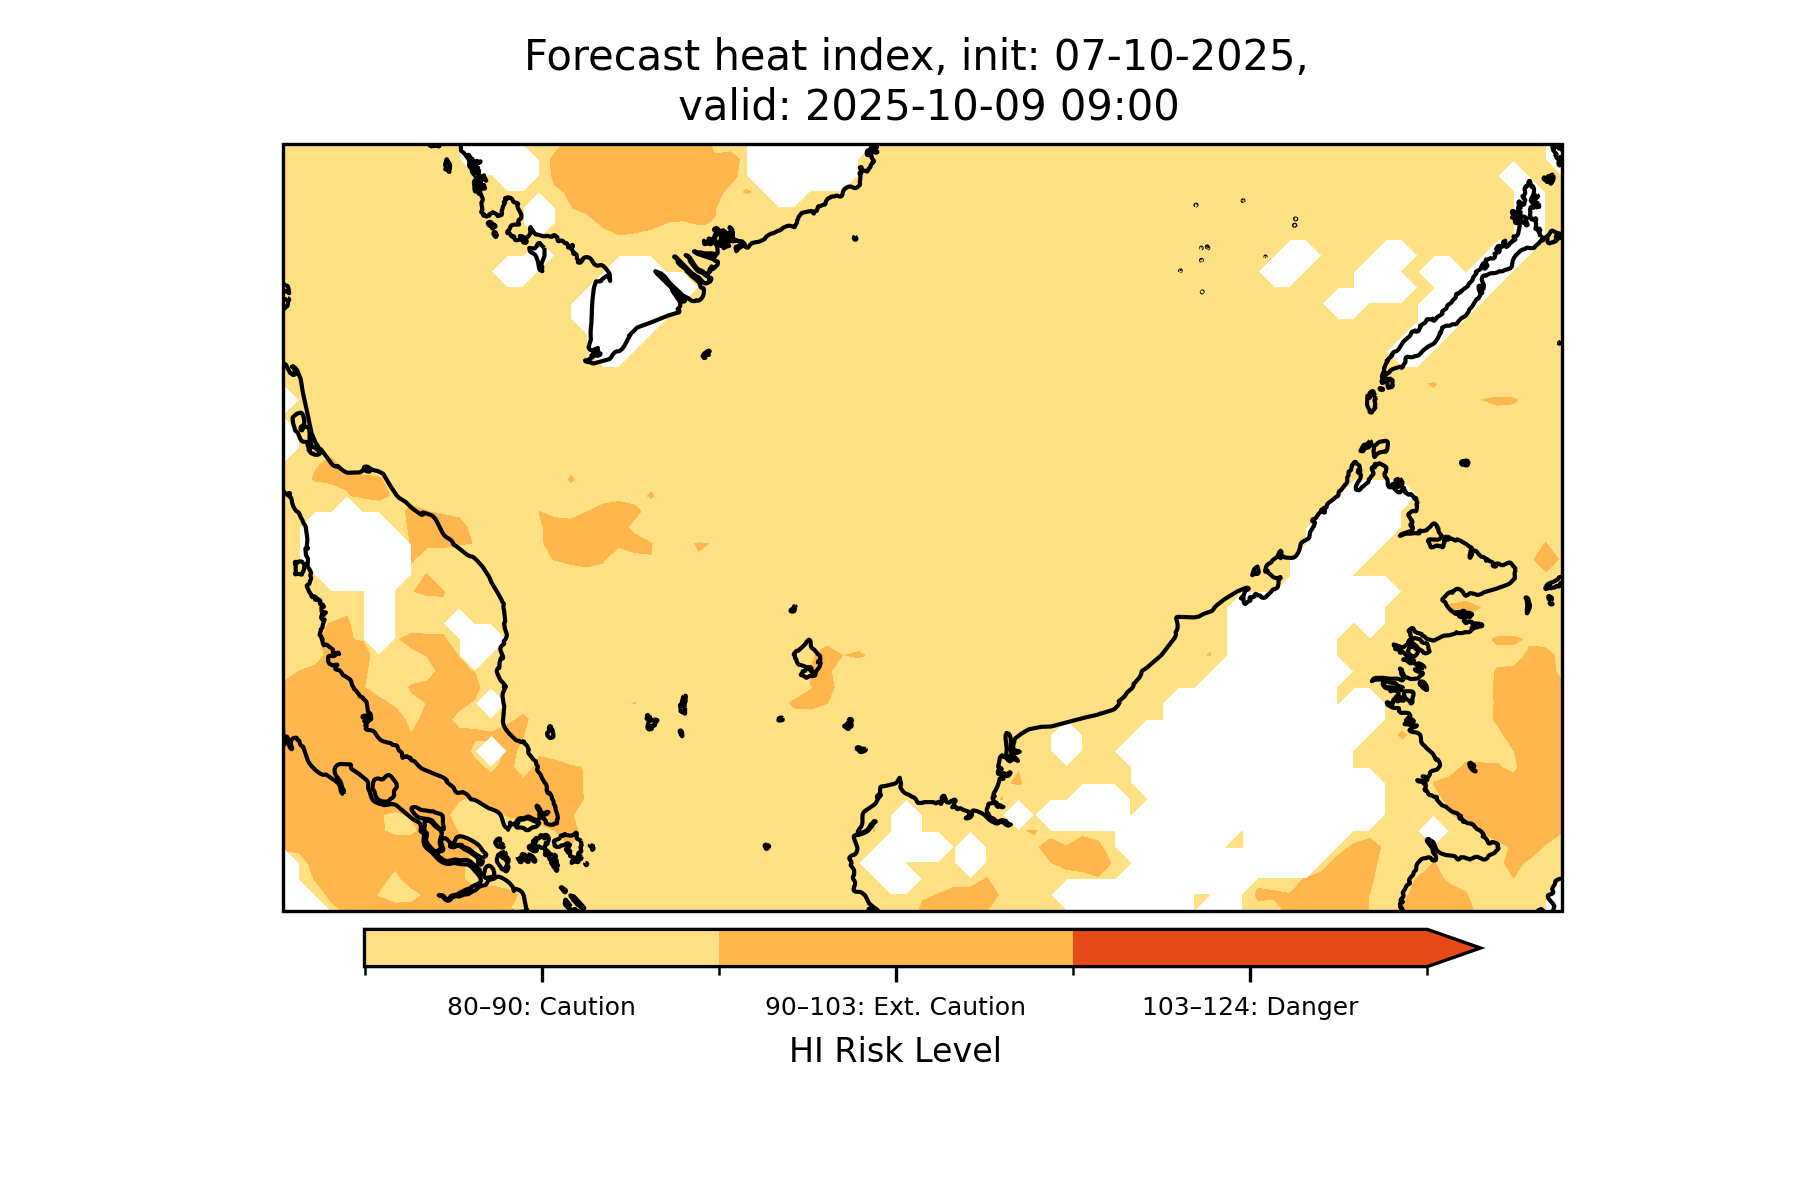 Forecast heat index, init: 07-10-2025,
valid: 2025-10-09 09:00
80–90: Caution
90–103: Ext. Caution
103–124: Danger
HI Risk Level